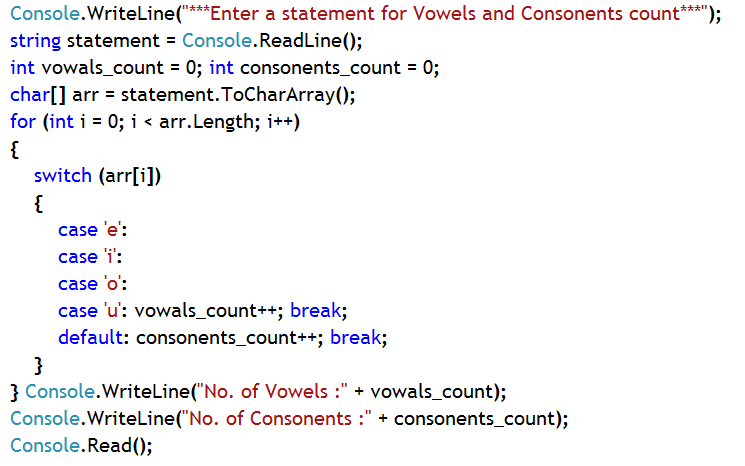 Console.WriteLine("***Enter a statement for Vowels and Consonents count***");
string statement = Console.ReadLine();
int vowals_count = 0; int consonents_count = 0;
char[] arr = statement.ToCharArray();
for (int i = 0; i < arr.Length; i++)
{
switch (arr[i])
{
case 'e':
case 'i':
case 'o':
case 'u': vowals_count++; break;
default: consonents_count++; break;
}
} Console.WriteLine("No. of Vowels :" + vowals_count);
Console.WriteLine("No. of Consonents :" + consonents_count);
Console.Read();